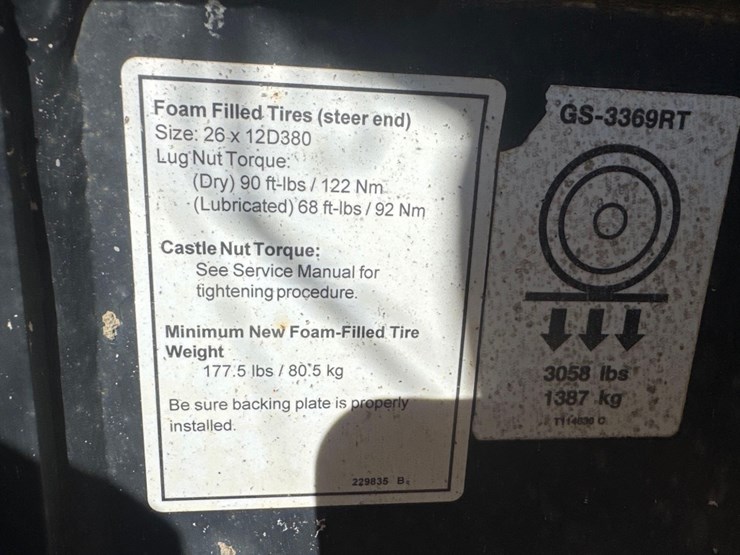 Foam Filled Tires (steer end)
Size: 26 x 12D380
Lug Nut Torque:
(Dry) 90 ft-lbs / 122 Nm
(Lubricated) 68 ft-lbs / 92 Nm
Castle Nut Torque:
See Service Manual for
tightening procedure.
Minimum New Foam-Filled Tire
Weight
177.5 lbs / 80.5 kg
Be sure backing plate is properly
installed.
229835 B
GS-3369RT
3058 lbs
1387 kg